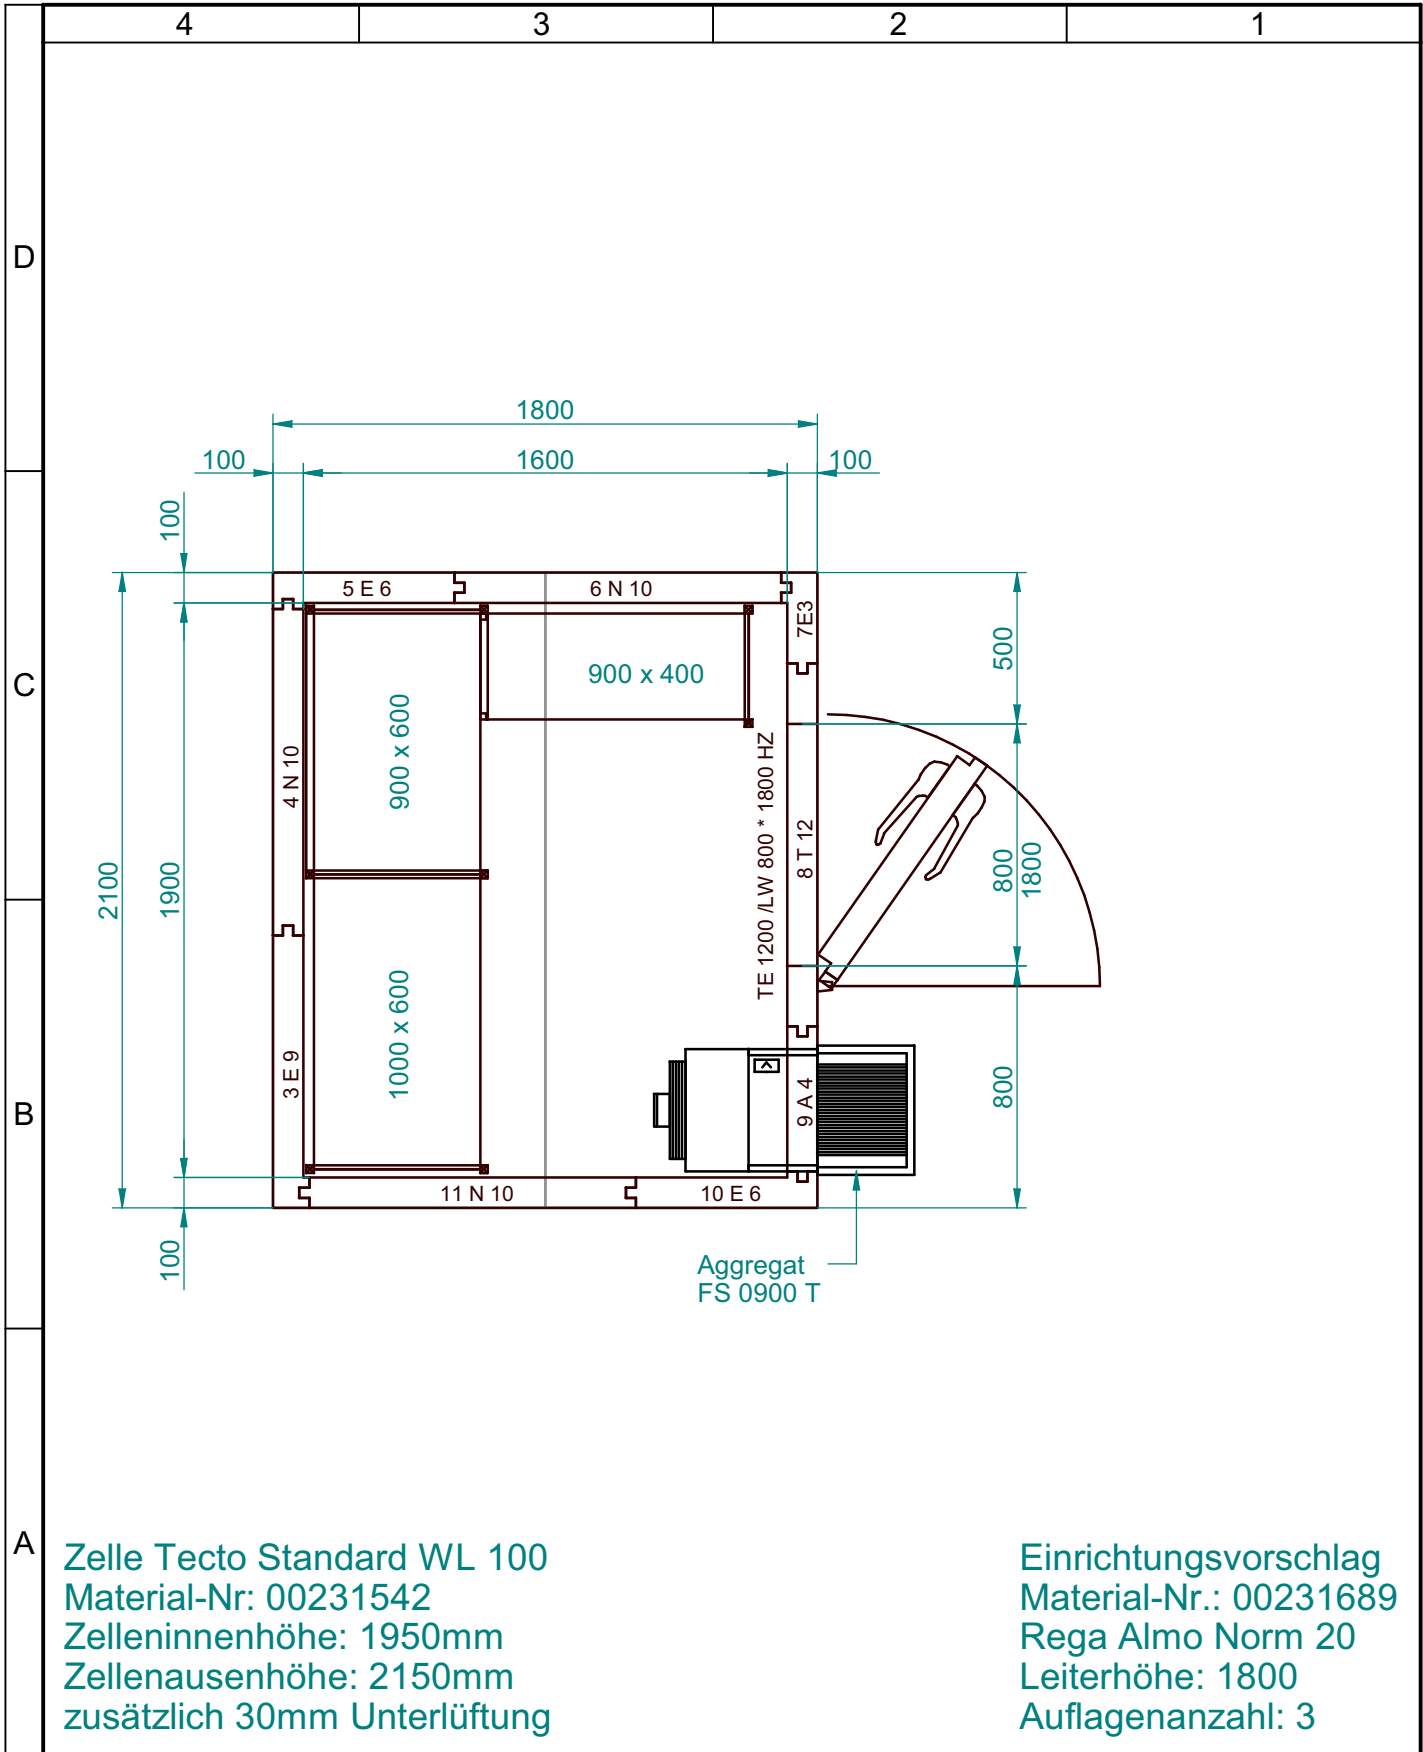 4
3
2
1
D
C
B
A
1800
100
1600
100
100
2100
1900
100
500
800
1800
800
5 E 6
6 N 10
7E3
4 N 10
3 E 9
8 T 12
9 A 4
11 N 10
10 E 6
900 x 400
900 x 600
1000 x 600
TE 1200 /LW 800 * 1800 HZ
Aggregat
FS 0900 T
Zelle Tecto Standard WL 100
Material-Nr: 00231542
Zelleninnenhöhe: 1950mm
Zellenausenhöhe: 2150mm
zusätzlich 30mm Unterlüftung
Einrichtungsvorschlag
Material-Nr.: 00231689
Rega Almo Norm 20
Leiterhöhe: 1800
Auflagenanzahl: 3